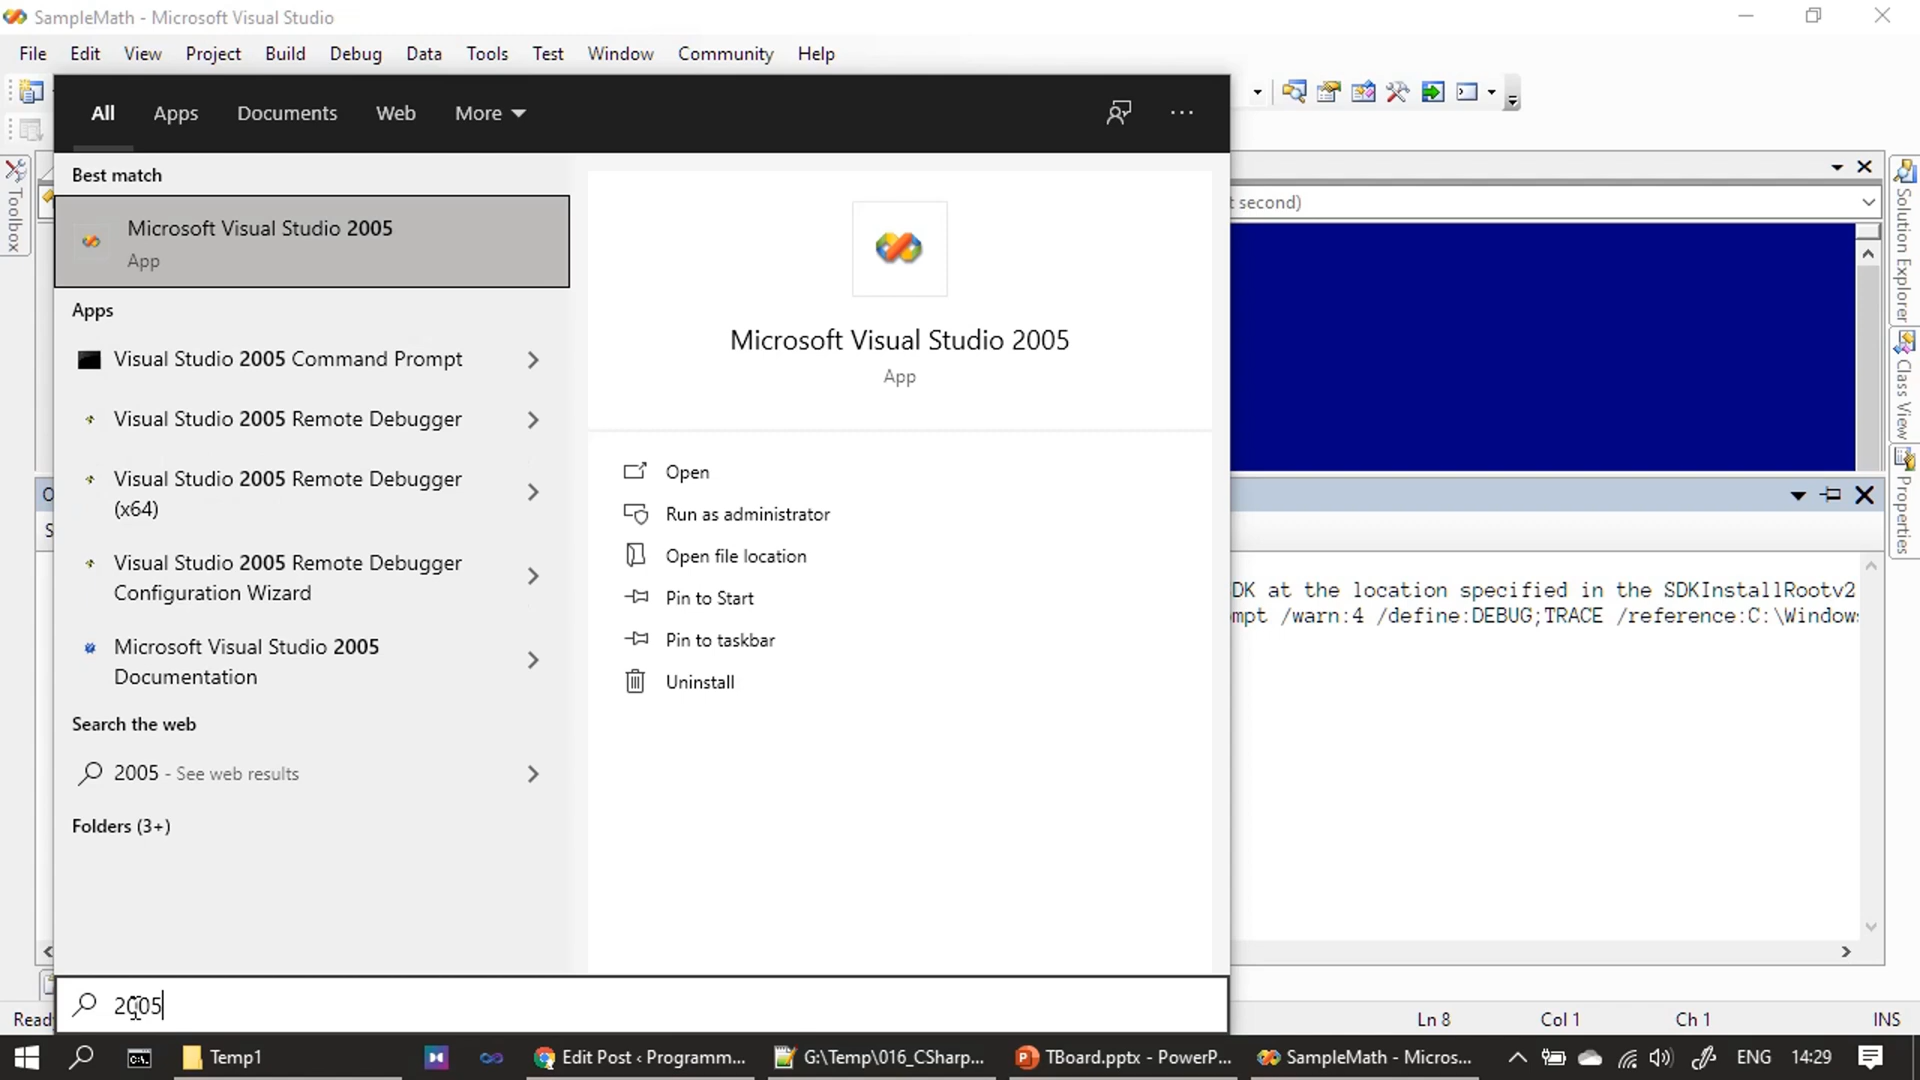 SampleMath - Microsoft Visual Studio
File Edit View Project Build Debug Data Tools Test Window Community Help
All Apps Documents Web More
Best match
Microsoft Visual Studio 2005
App
Apps
Visual Studio 2005 Command Prompt
Visual Studio 2005 Remote Debugger
Visual Studio 2005 Remote Debugger
(x64)
Visual Studio 2005 Remote Debugger
Configuration Wizard
Microsoft Visual Studio 2005
Documentation
Search the web
2005 - See web results
Folders (3+)
Microsoft Visual Studio 2005
App
Open
Run as administrator
Open file location
Pin to Start
Pin to taskbar
Uninstall
Toolbox
t second)
Solution Explorer
Class View
Properties
DK at the location specified in the SDKInstallRootv2
mpt /warn:4 /define:DEBUG;TRACE /reference:C:\Window
2005
Ready Ln 8 Col 1 Ch 1 INS
Temp1 Edit Post ‹ Programm... G:\Temp\016_CSharp... TBoard.pptx - PowerP... SampleMath - Micros... ENG 14:29